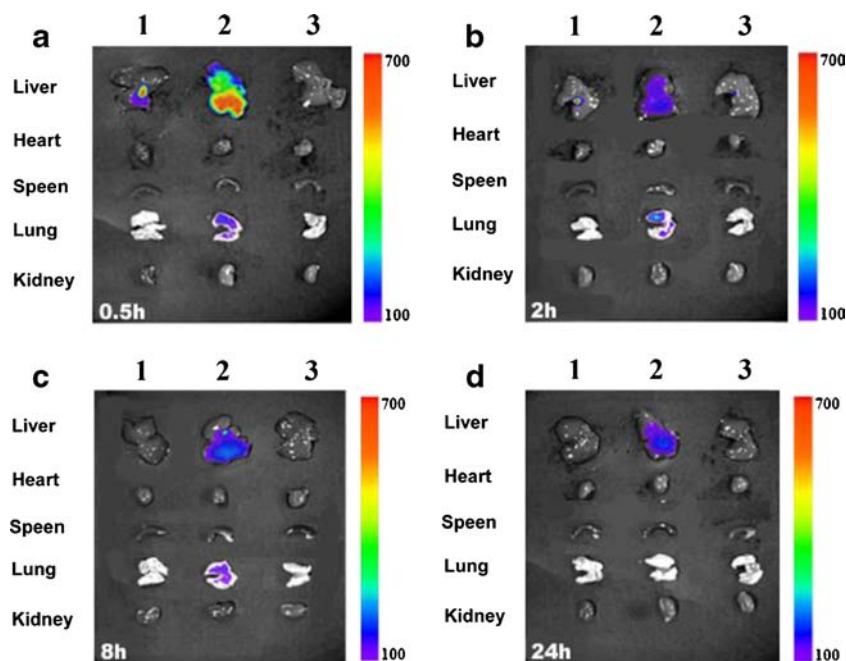 a 1 2 3
700
Liver
Heart
Speen
Lung
Kidney
0.5h
100
b 1 2 3
700
Liver
Heart
Speen
Lung
Kidney
2h
100
c 1 2 3
700
Liver
Heart
Speen
Lung
Kidney
8h
100
d 1 2 3
700
Liver
Heart
Speen
Lung
Kidney
24h
100